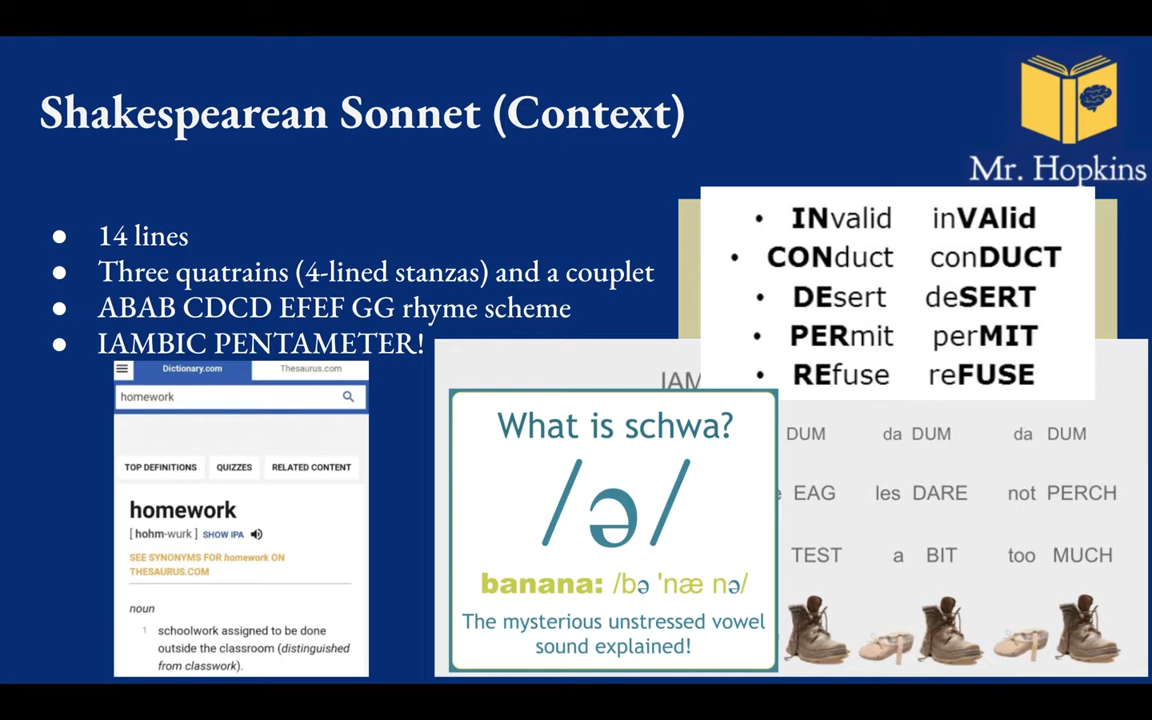 Shakespearean Sonnet (Context)
Mr. Hopkins
● 14 lines
● Three quatrains (4-lined stanzas) and a couplet
● ABAB CDCD EFEF GG rhyme scheme
● IAMBIC PENTAMETER!
Dictionary.com Thesaurus.com
homework
TOP DEFINITIONS QUIZZES RELATED CONTENT
homework
[ hohm-wurk ] SHOW IPA
SEE SYNONYMS FOR homework ON
THESAURUS.COM
noun
1 schoolwork assigned to be done
outside the classroom (distinguished
from classwork).
What is schwa?
/ə/
banana: /bə 'næ nə/
The mysterious unstressed vowel
sound explained!
• INvalid inVALid
• CONduct conDUCT
• DEsert deSERT
• PERmit perMIT
• REfuse reFUSE
IAM
DUM da DUM da DUM
EAG les DARE not PERCH
TEST a BIT too MUCH